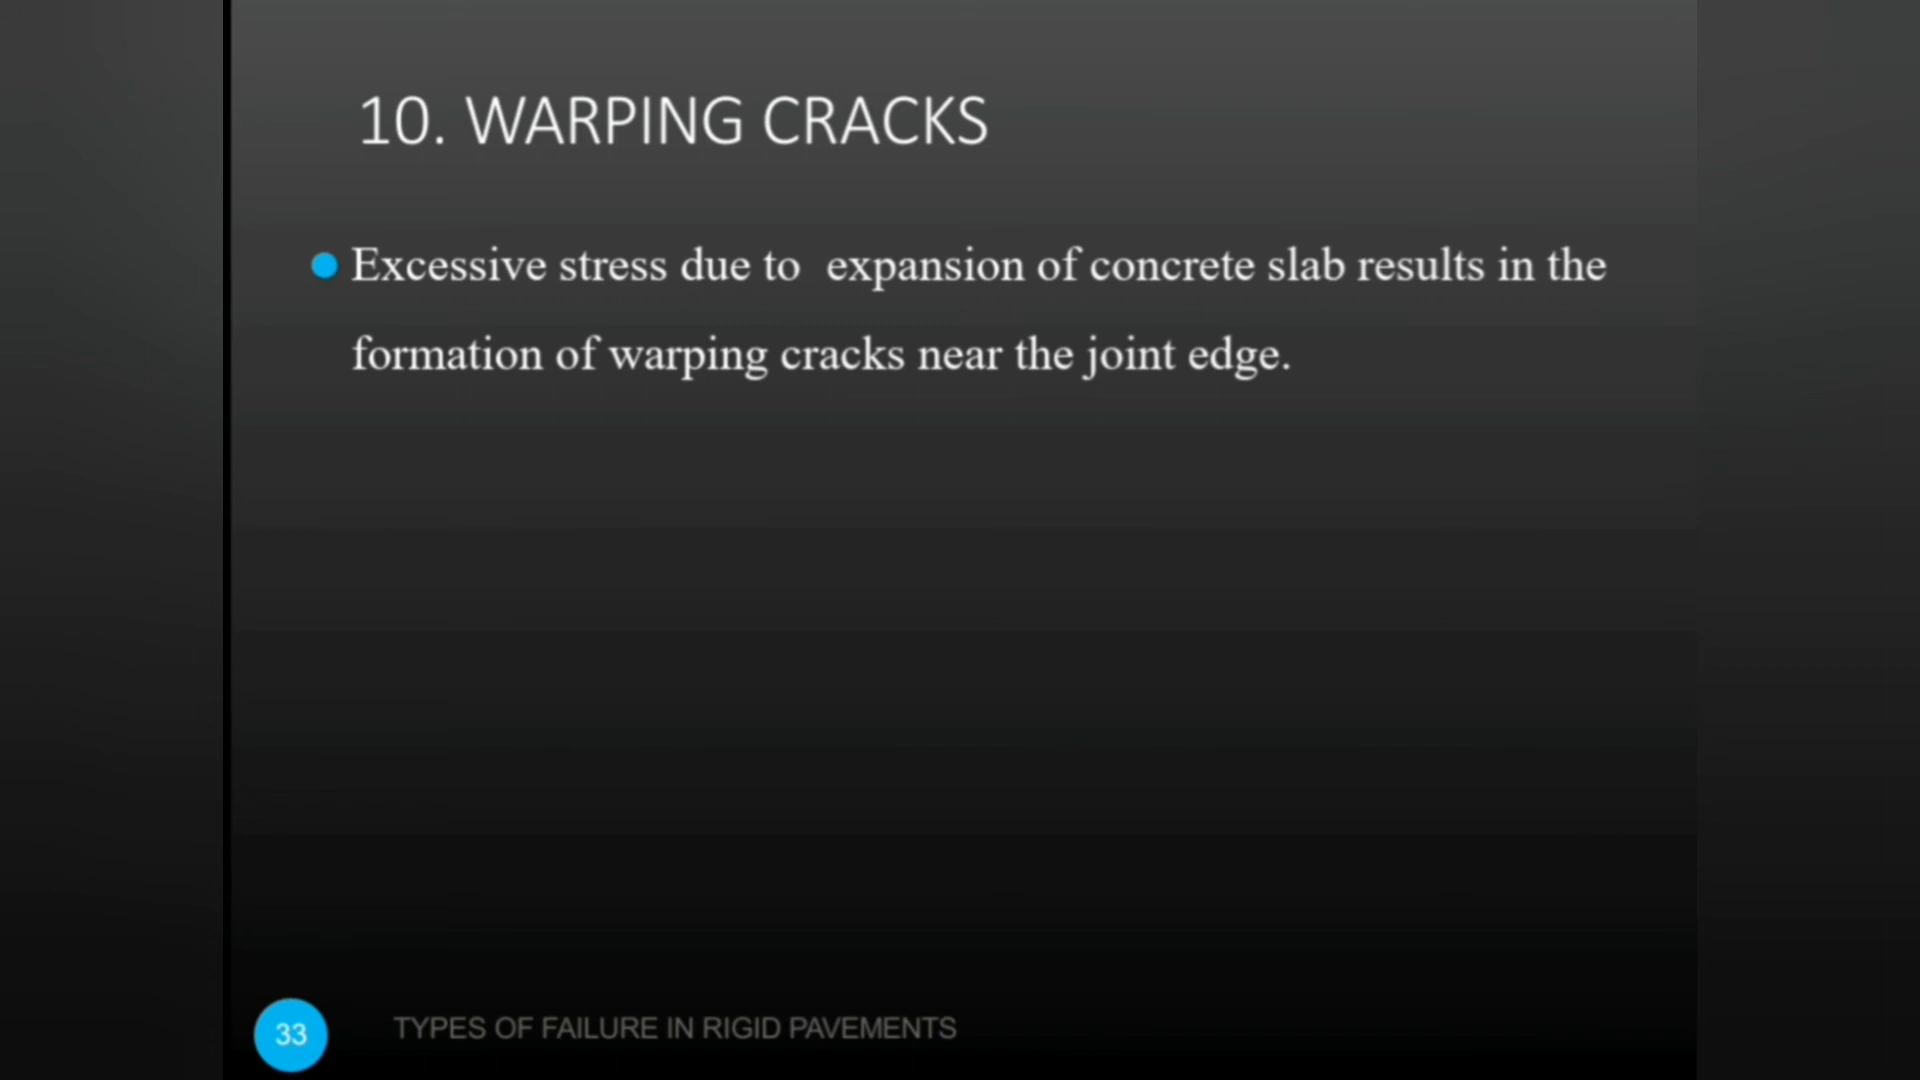 10. WARPING CRACKS
Excessive stress due to expansion of concrete slab results in the
formation of warping cracks near the joint edge.
33
TYPES OF FAILURE IN RIGID PAVEMENTS